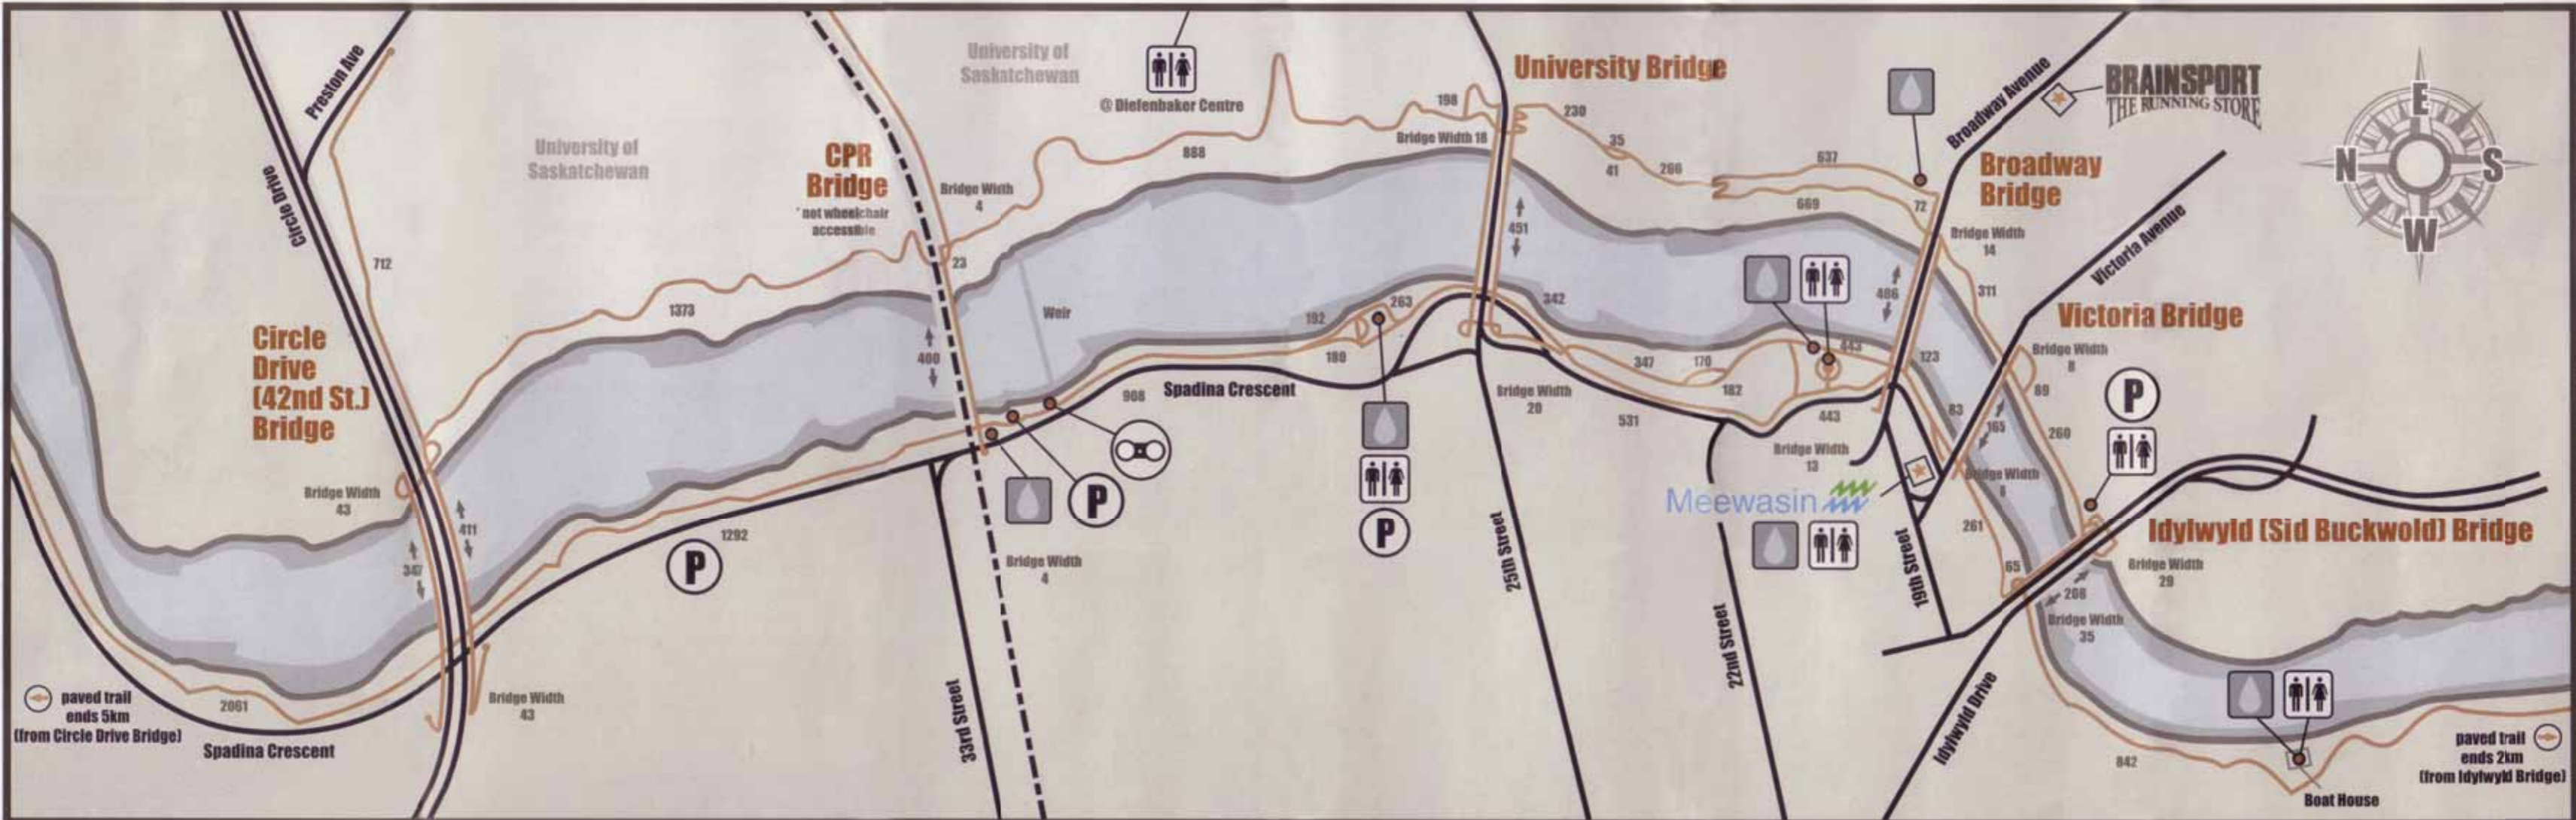 Preston Ave
Circle Drive
University of
Saskatchewan
712
Circle
Drive
(42nd St.)
Bridge
Bridge Width
43
411
347
1373
CPR
Bridge
*not wheelchair
accessible
Bridge Width
4
23
400
University of
Saskatchewan
@ Diefenbaker Centre
888
Weir
198
Bridge Width 18
University Bridge
230
35
41
266
637
669
72
451
Broadway Avenue
BRAINSPORT
THE RUNNING STORE
Broadway
Bridge
Bridge Width
14
486
311
Victoria Avenue
Victoria Bridge
Bridge Width
8
89
260
E
N
S
W
P
Idylwyld (Sid Buckwold) Bridge
Bridge Width
29
208
Bridge Width
35
65
261
Bridge Width
6
165
83
123
443
443
Bridge Width
13
Meewasin
19th Street
22nd Street
182
170
347
531
342
Bridge Width
20
25th Street
263
192
189
P
Spadina Crescent
908
P
Bridge Width
4
33rd Street
1292
P
Bridge Width
43
2061
Spadina Crescent
paved trail
ends 5km
(from Circle Drive Bridge)
Idylwyld Drive
842
Boat House
paved trail
ends 2km
(from Idylwyld Bridge)